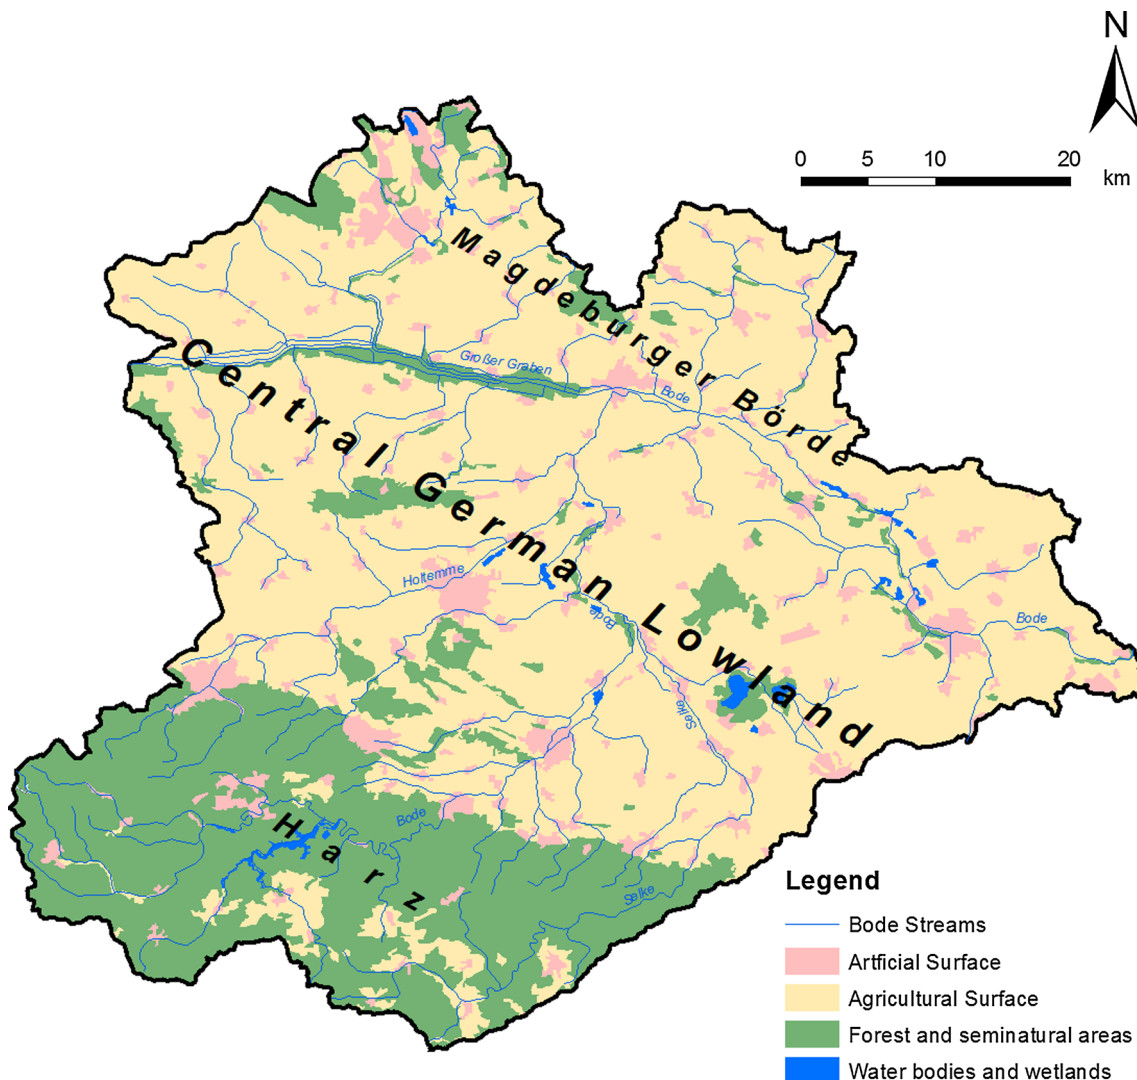 N
0 5 10 20
km
Magdeburger Börde
Central German Lowland
Großer Graben
Bode
Holtemme
Bode
Bode
Selke
Harz
Bode
Selke
Legend
Bode Streams
Artficial Surface
Agricultural Surface
Forest and seminatural areas
Water bodies and wetlands